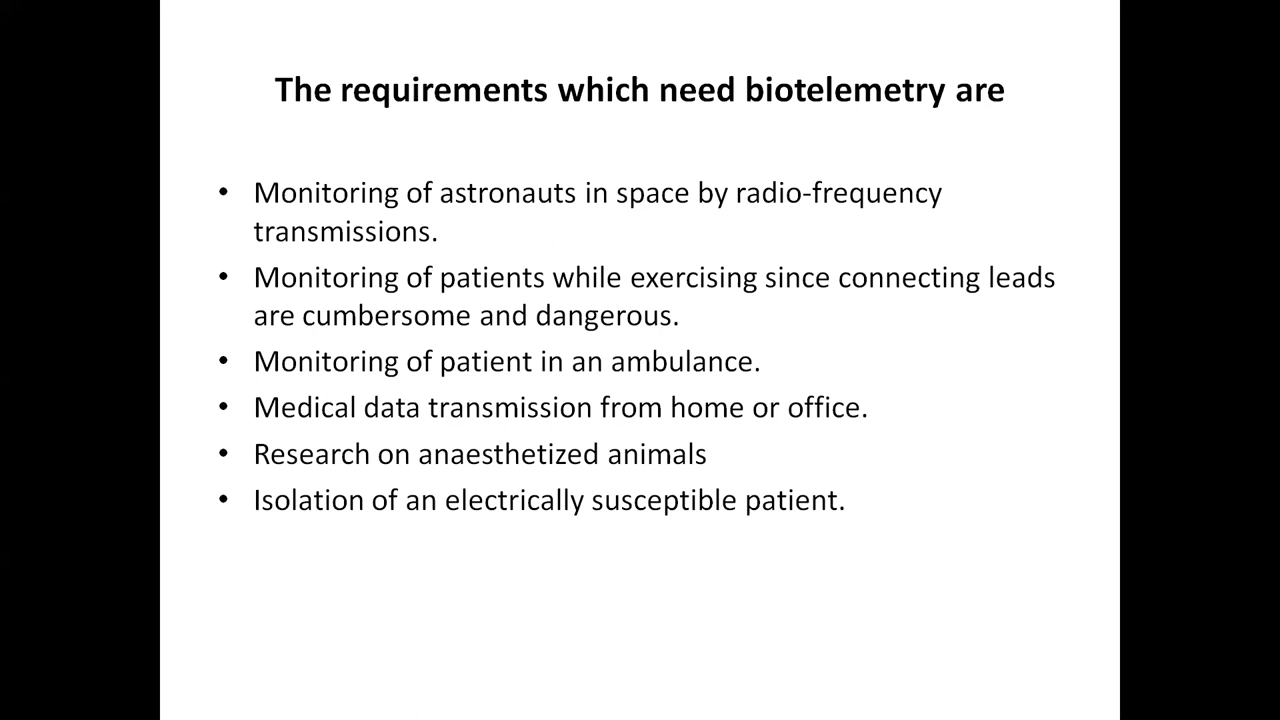 The requirements which need biotelemetry are
• Monitoring of astronauts in space by radio-frequency
transmissions.
• Monitoring of patients while exercising since connecting leads
are cumbersome and dangerous.
• Monitoring of patient in an ambulance.
• Medical data transmission from home or office.
• Research on anaesthetized animals
• Isolation of an electrically susceptible patient.